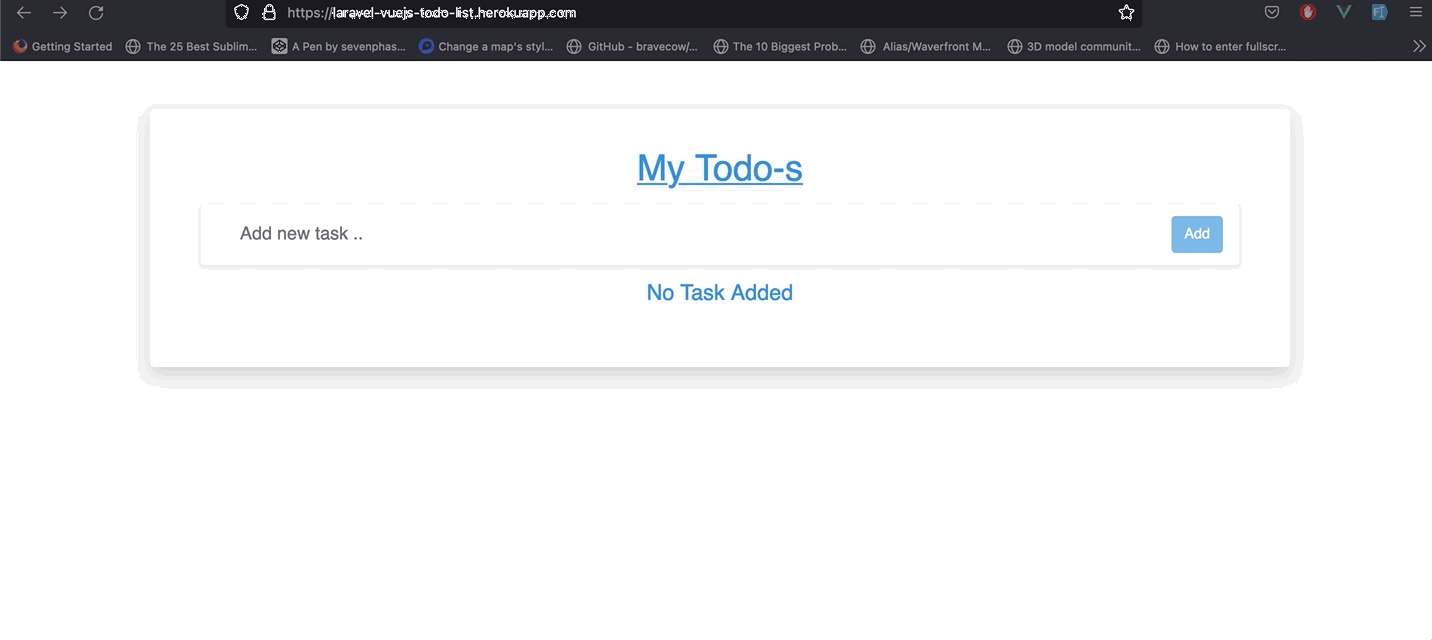 https://laravel-vuejs-todo-list.herokuapp.com
Getting Started The 25 Best Sublim... A Pen by sevenphas... Change a map's styl... GitHub - bravecow/... The 10 Biggest Prob... Alias/Waverfront M... 3D model communit... How to enter fullscr...
My Todo-s
Add new task .. Add
No Task Added